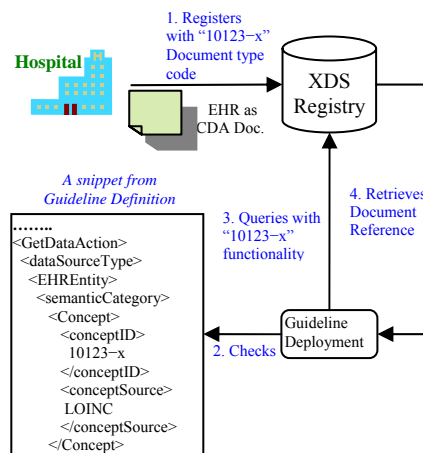 1. Registers
with “10123−x”
Document type
code
Hospital
XDS
Registry
EHR as
CDA Doc.
A snippet from
Guideline Definition
4. Retrieves
Document
Reference
3. Queries with
“10123−x”
functionality
........
<GetDataAction>
<dataSourceType>
<EHREntity>
<semanticCategory>
<Concept>
<conceptID>
10123−x
</conceptID>
<conceptSource>
LOINC
</conceptSource>
</Concept>
Guideline
Deployment
2. Checks